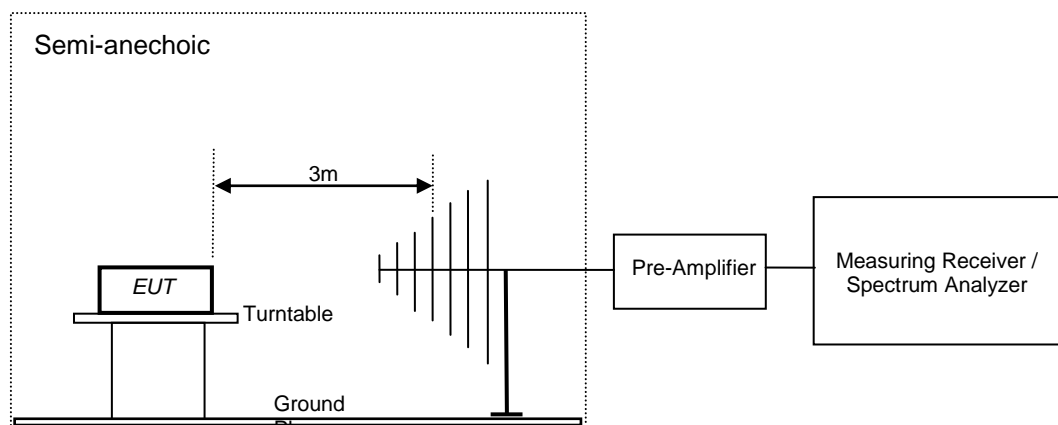 Semi-anechoic
3m
EUT
Turntable
Ground
Pre-Amplifier
Measuring Receiver /
Spectrum Analyzer